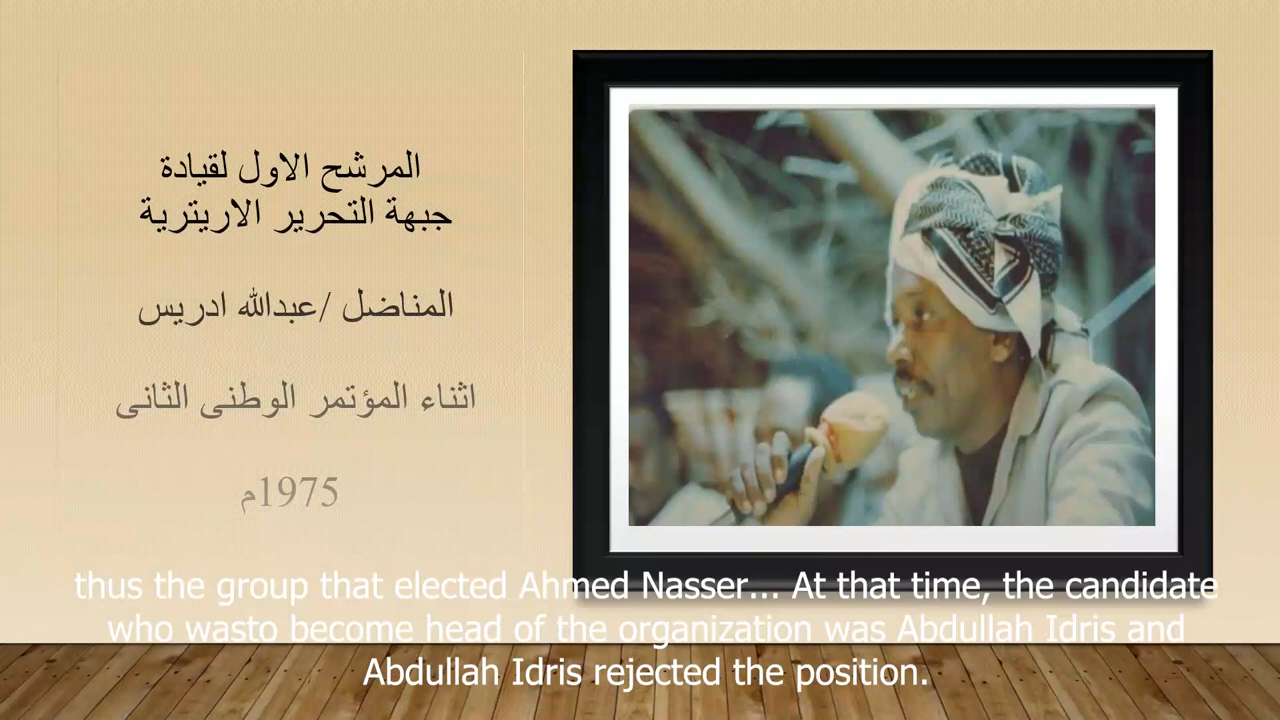 المرشح الاول لقيادة
جبهة التحرير الاريترية
المناضل /عبدالله ادريس
اثناء المؤتمر الوطنى الثانى
1975م
thus the group that elected Ahmed Nasser... At that time, the candidate
who wasto become head of the organization was Abdullah Idris and
Abdullah Idris rejected the position.